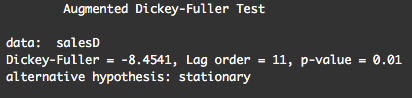 Augmented Dickey-Fuller Test
data:  salesD
Dickey-Fuller = -8.4541, Lag order = 11, p-value = 0.01
alternative hypothesis: stationary